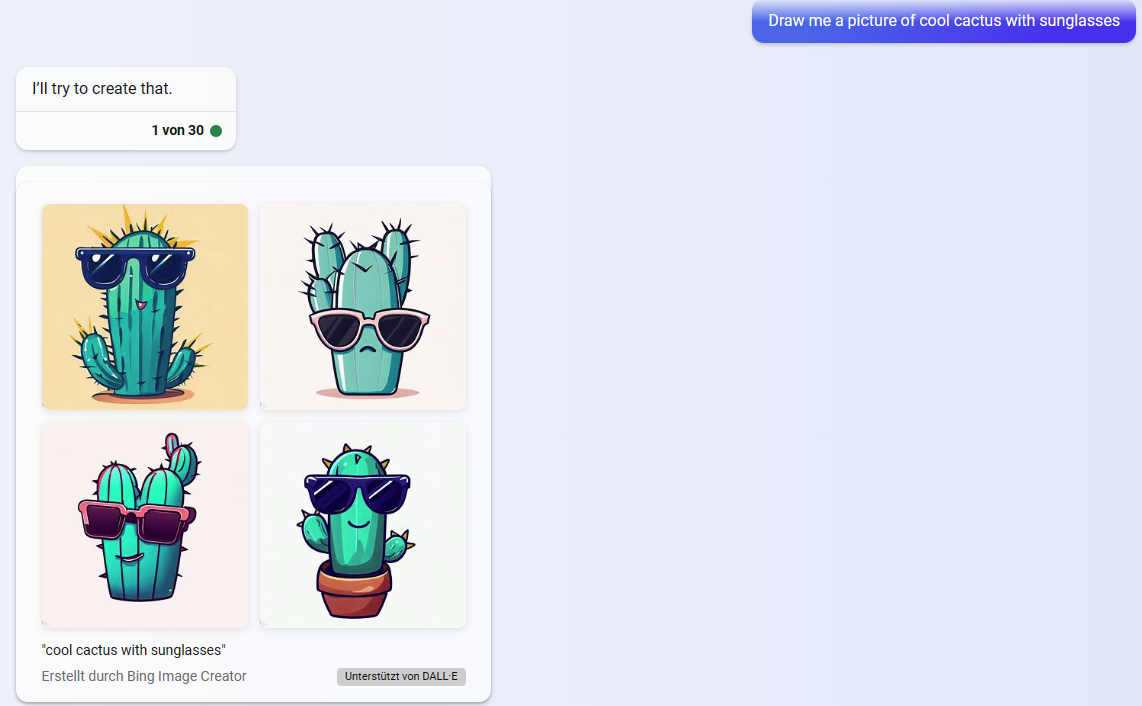 Draw me a picture of cool cactus with sunglasses
I’ll try to create that.
1 von 30
"cool cactus with sunglasses"
Erstellt durch Bing Image Creator
Unterstützt von DALL·E